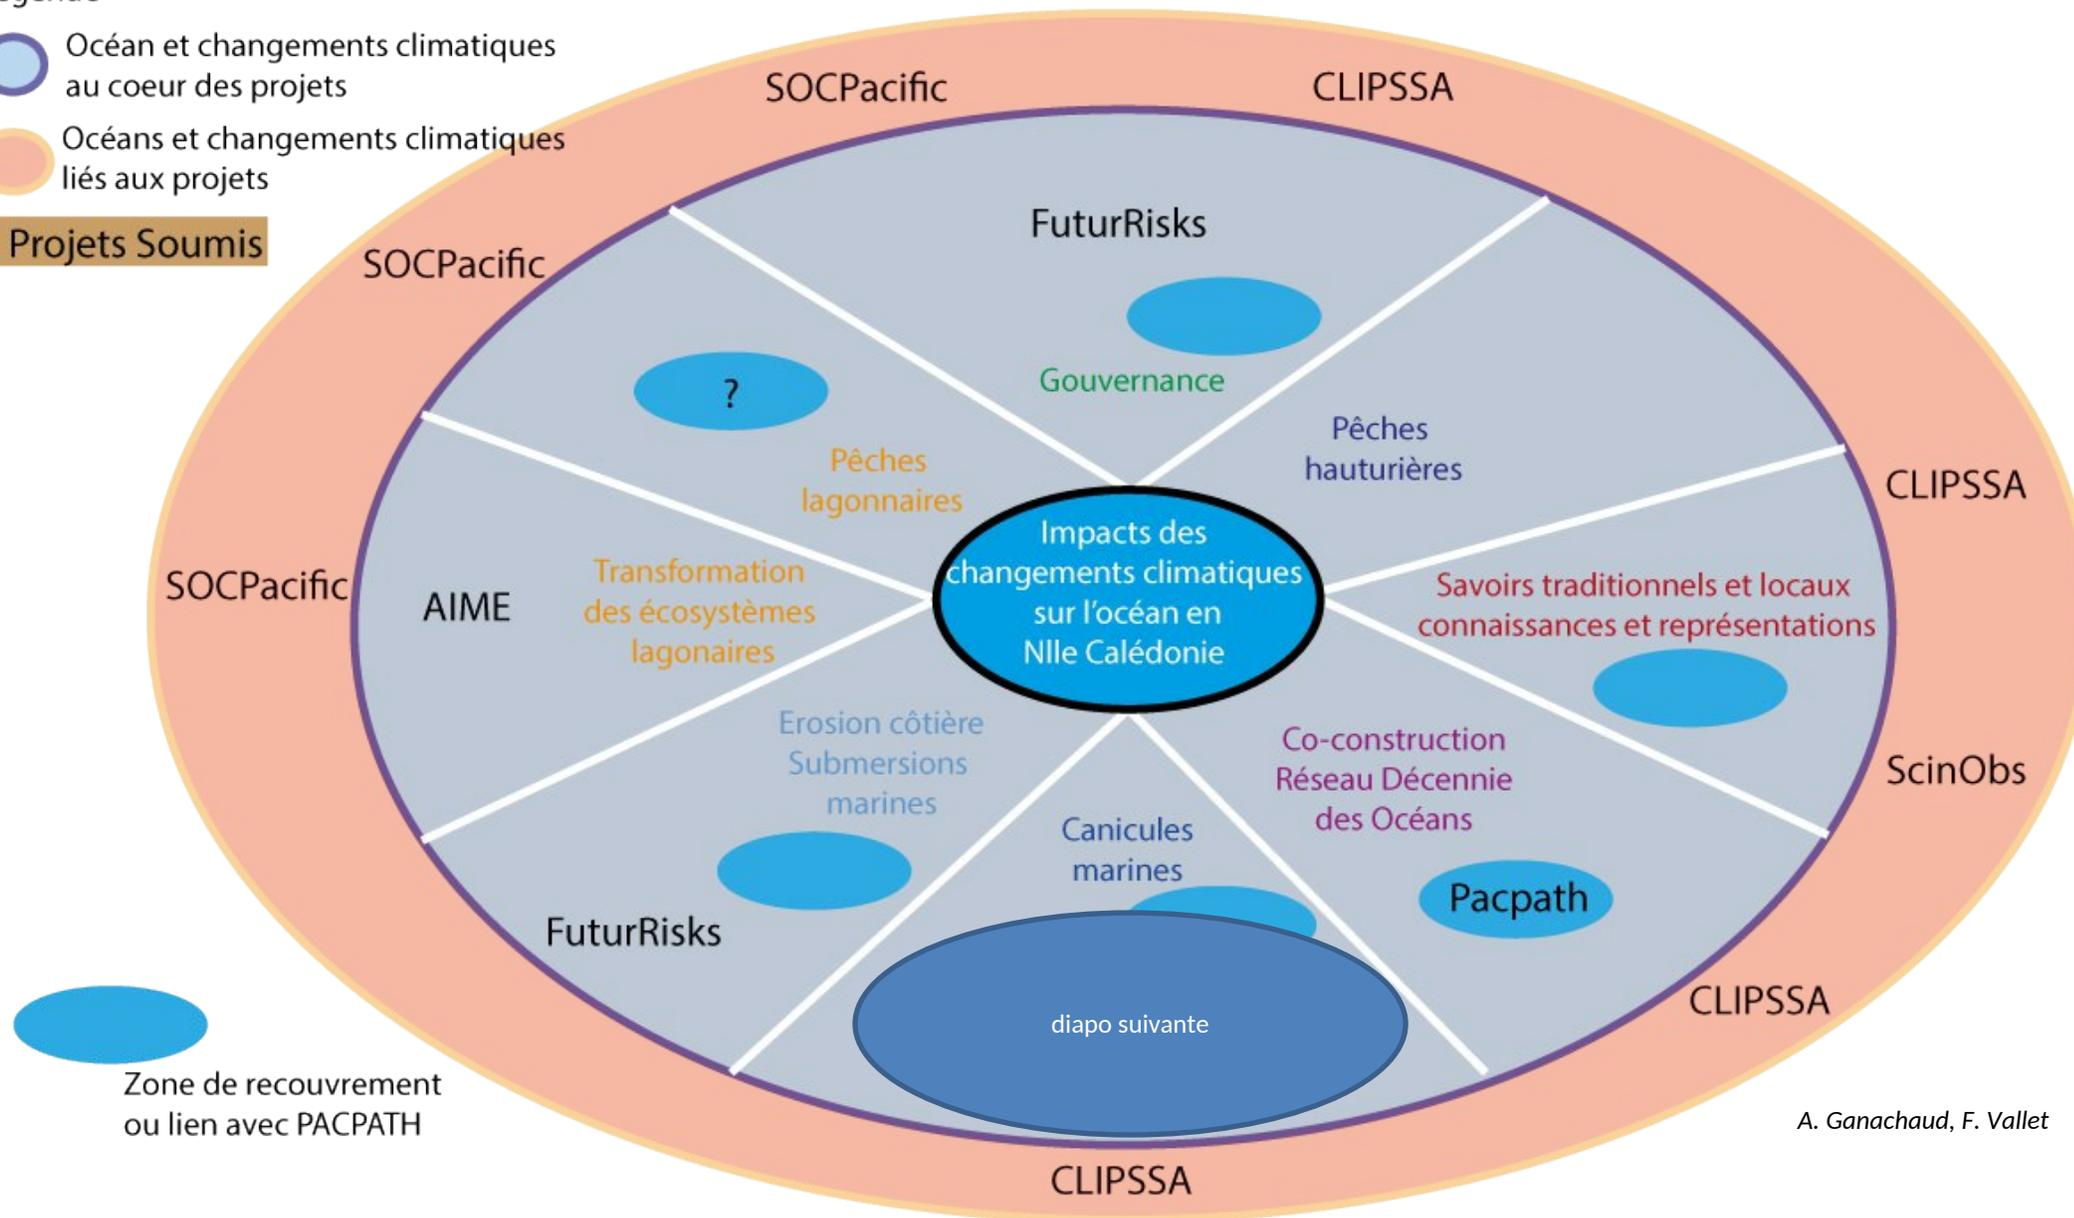 Océan et changements climatiques
au coeur des projets
Océans et changements climatiques
liés aux projets
Projets Soumis
SOCPacific
CLIPSSA
SOCPacific
FuturRisks
Gouvernance
?
Pêches
lagonnaires
Pêches
hauturières
CLIPSSA
SOCPacific
AIME
Transformation
des écosystèmes
lagonaires
Impacts des
changements climatiques
sur l'océan en
Nlle Calédonie
Savoirs traditionnels et locaux
connaissances et représentations
Erosion côtière
Submersions
marines
FuturRisks
Canicules
marines
Co-construction
Réseau Décennie
des Océans
Pacpath
ScinObs
CLIPSSA
diapo suivante
Zone de recouvrement
ou lien avec PACPATH
A. Ganachaud, F. Vallet
CLIPSSA